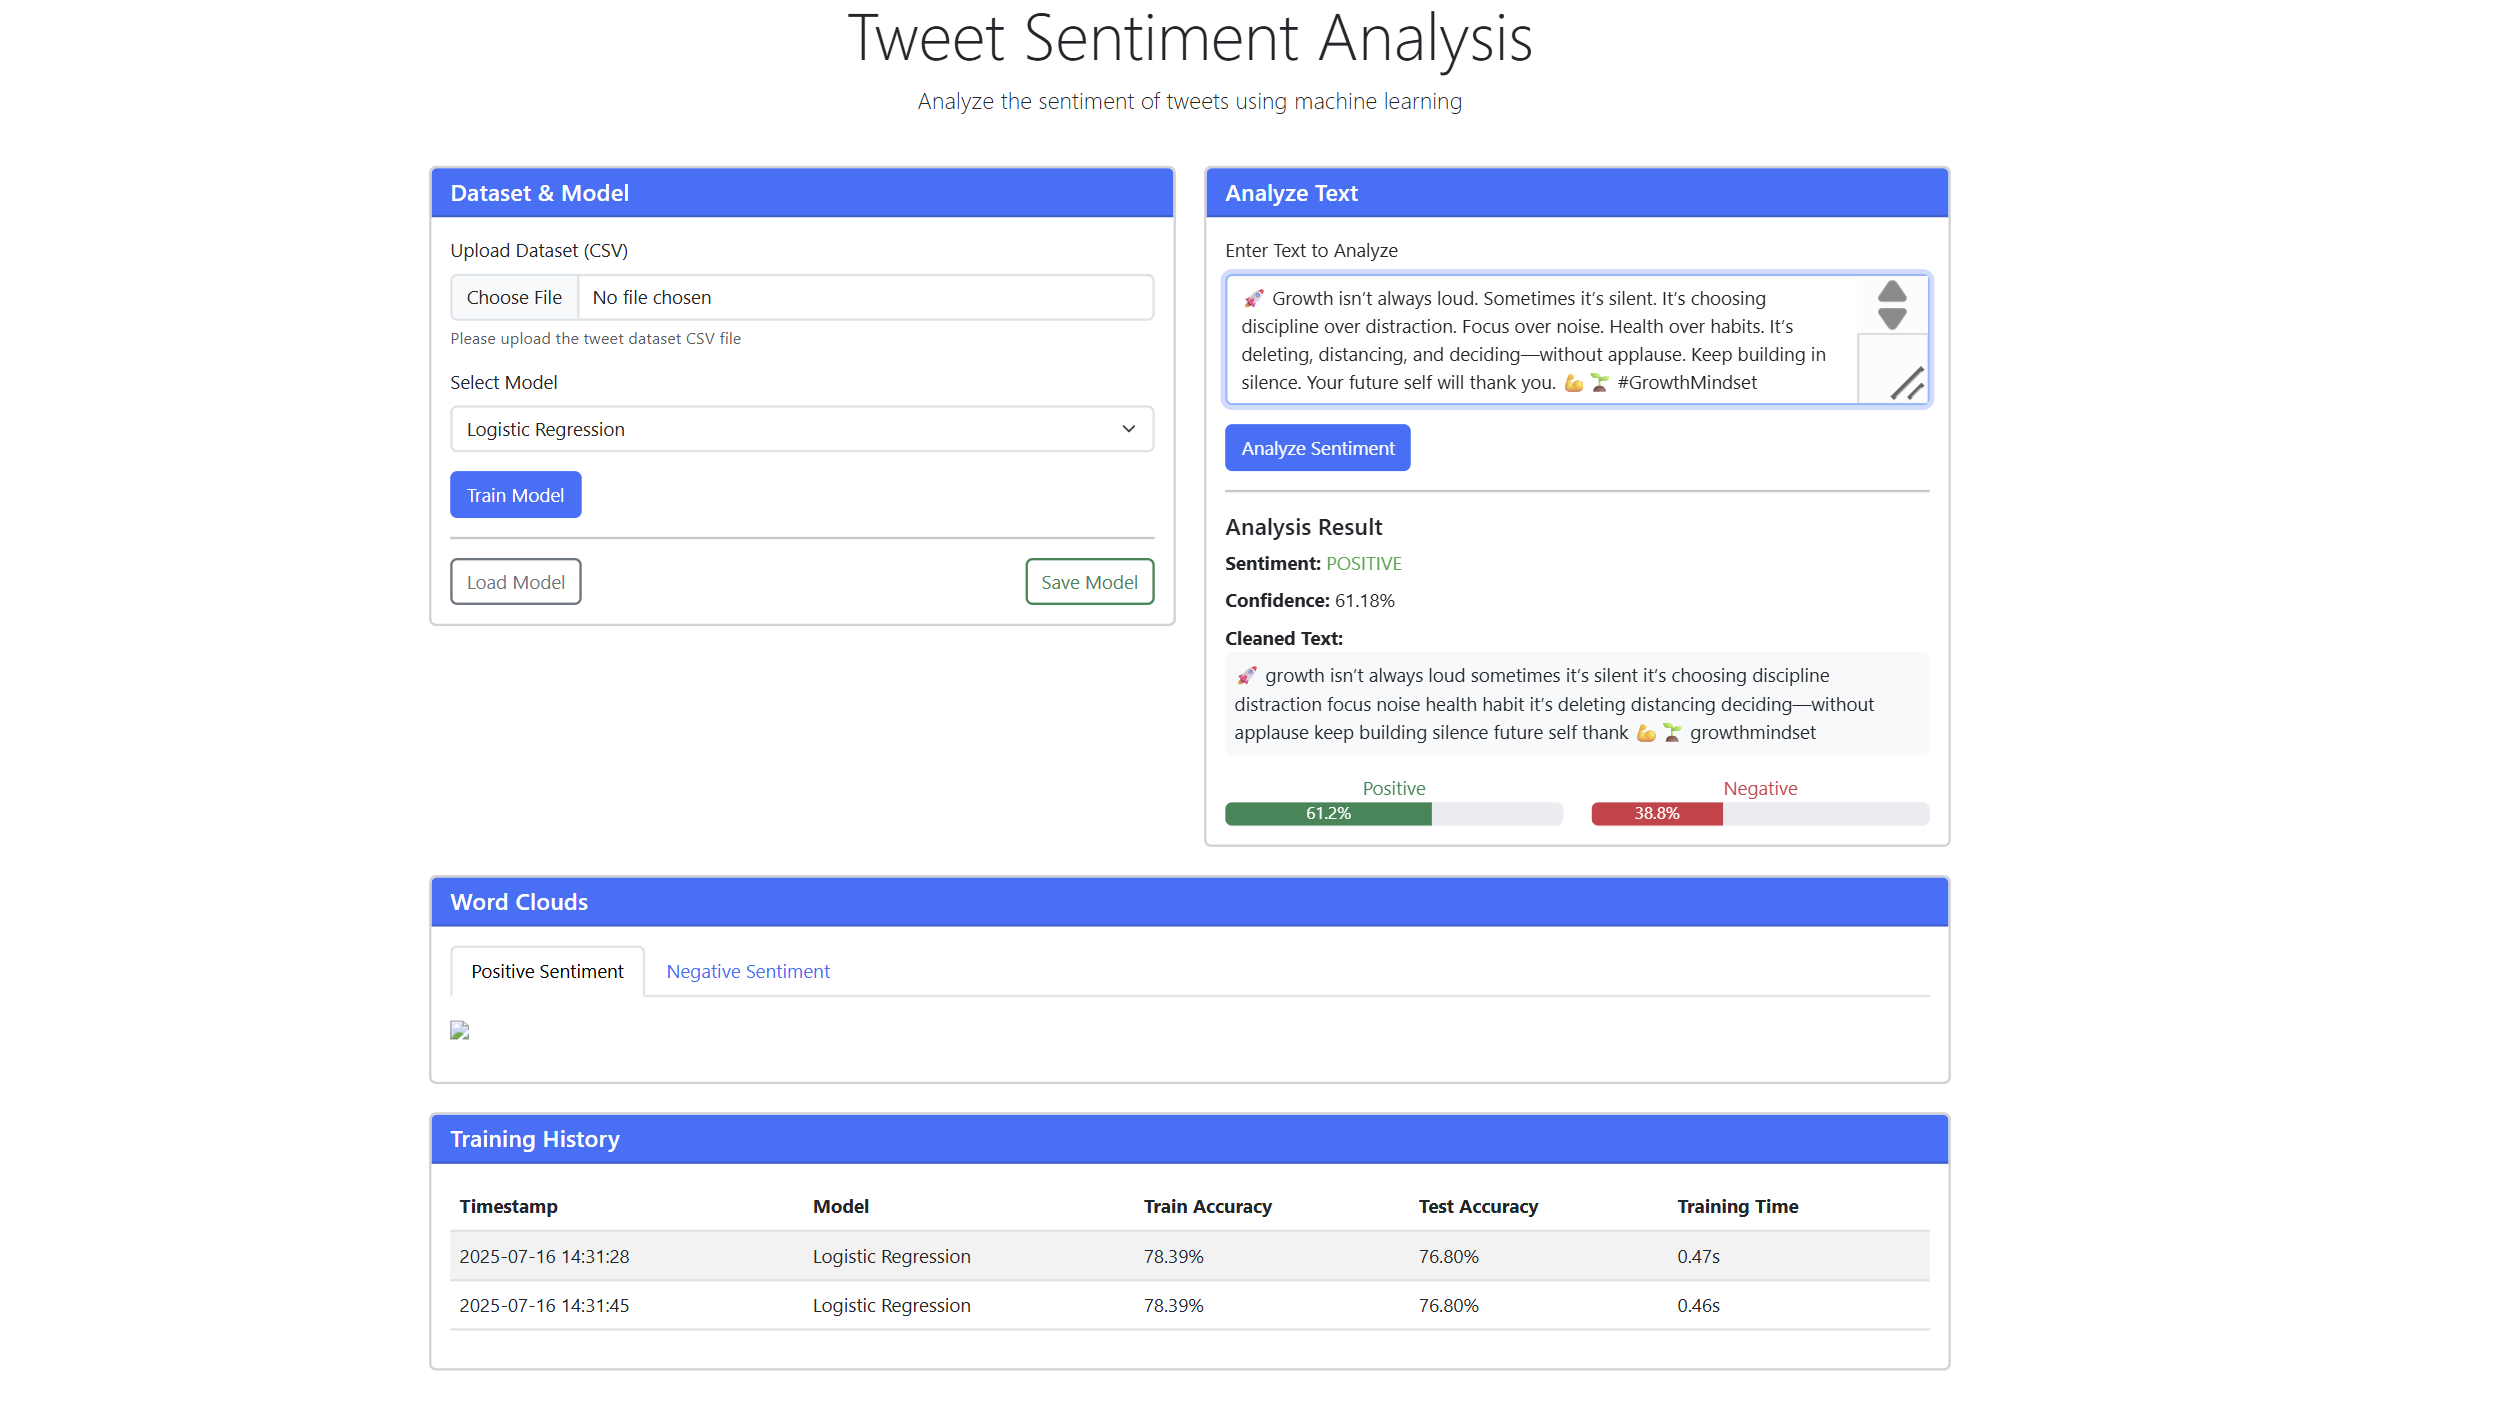 Tweet Sentiment Analysis
Analyze the sentiment of tweets using machine learning
Dataset & Model
Upload Dataset (CSV)
Choose File No file chosen
Please upload the tweet dataset CSV file
Select Model
Logistic Regression
Train Model
Load Model Save Model
Analyze Text
Enter Text to Analyze
🚀 Growth isn’t always loud. Sometimes it’s silent. It’s choosing
discipline over distraction. Focus over noise. Health over habits. It’s
deleting, distancing, and deciding—without applause. Keep building in
silence. Your future self will thank you. 💪🌱 #GrowthMindset
Analyze Sentiment
Analysis Result
Sentiment: POSITIVE
Confidence: 61.18%
Cleaned Text:
🚀 growth isn’t always loud sometimes it’s silent it’s choosing discipline
distraction focus noise health habit it’s deleting distancing deciding—without
applause keep building silence future self thank 💪🌱 growthmindset
Positive Negative
61.2% 38.8%
Word Clouds
Positive Sentiment Negative Sentiment
Training History
Timestamp Model Train Accuracy Test Accuracy Training Time
2025-07-16 14:31:28 Logistic Regression 78.39% 76.80% 0.47s
2025-07-16 14:31:45 Logistic Regression 78.39% 76.80% 0.46s